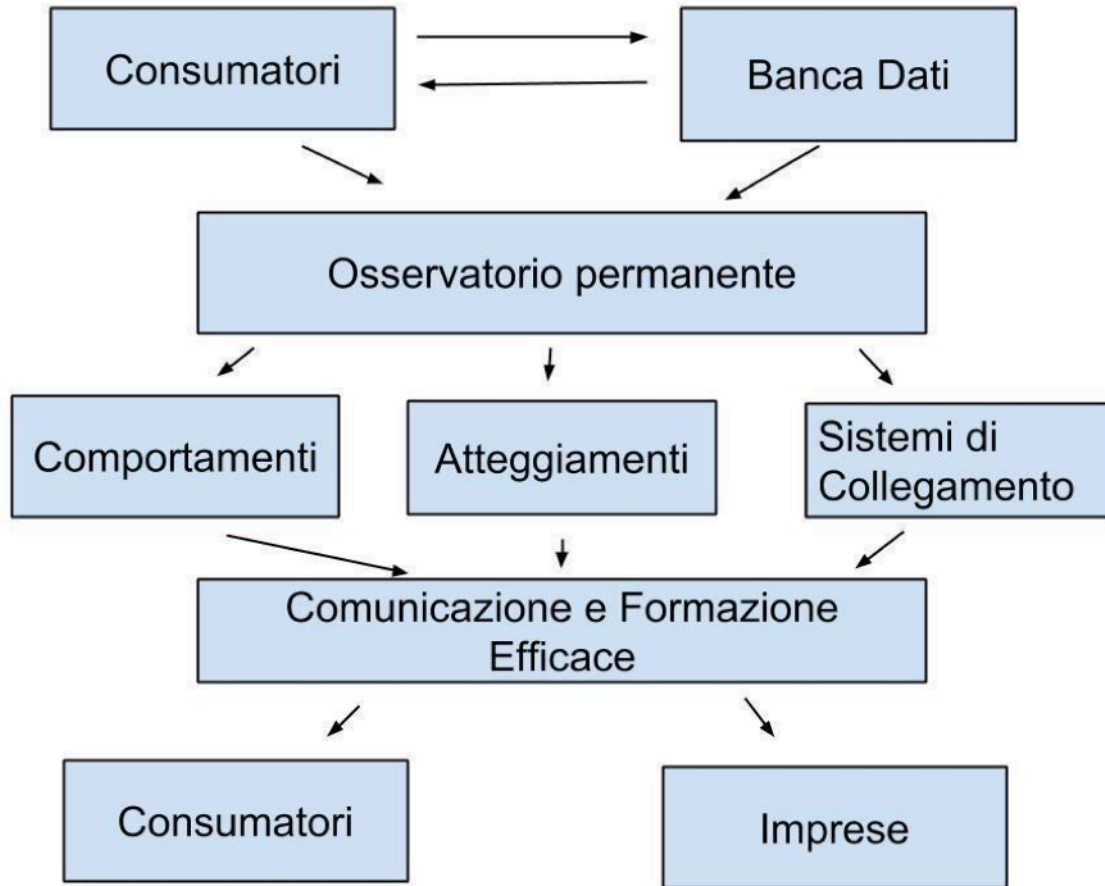 Consumatori
Banca Dati
Osservatorio permanente
Comportamenti
Atteggiamenti
Sistemi di
Collegamento
Comunicazione e Formazione
Efficace
Consumatori
Imprese